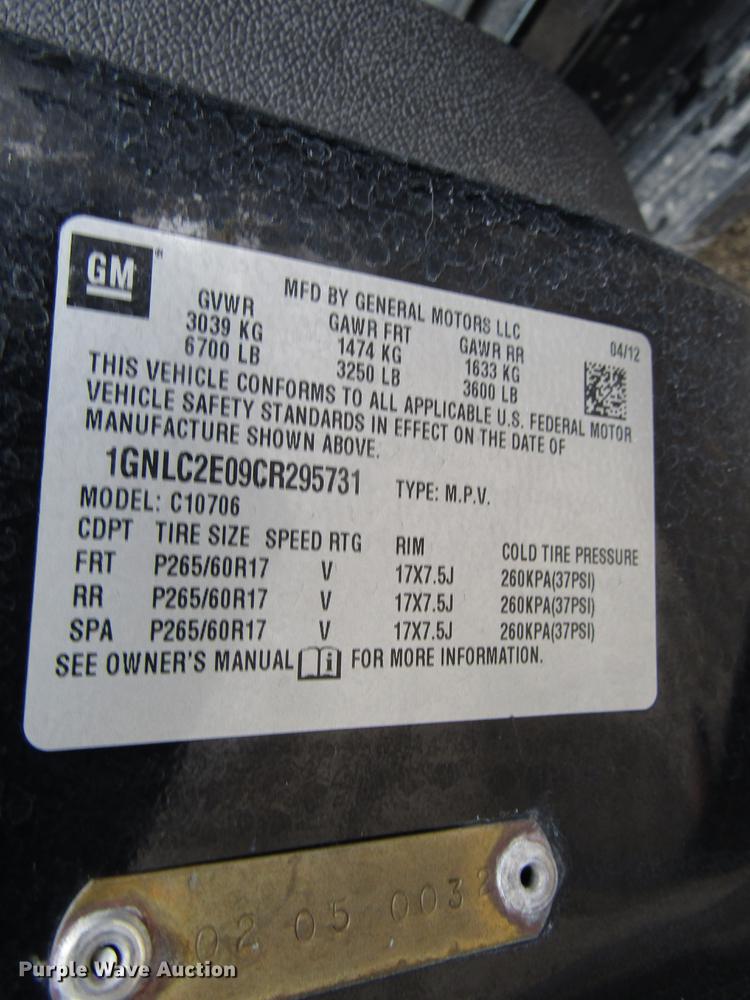 GM
MFD BY GENERAL MOTORS LLC
04/12
GVWR GAWR FRT GAWR RR
3039 KG 1474 KG 1633 KG
6700 LB 3250 LB 3600 LB
THIS VEHICLE CONFORMS TO ALL APPLICABLE U.S. FEDERAL MOTOR
VEHICLE SAFETY STANDARDS IN EFFECT ON THE DATE OF
MANUFACTURE SHOWN ABOVE.
1GNLC2E09CR295731 TYPE: M.P.V.
MODEL: C10706
CDPT TIRE SIZE SPEED RTG RIM COLD TIRE PRESSURE
FRT P265/60R17 V 17X7.5J 260KPA(37PSI)
RR P265/60R17 V 17X7.5J 260KPA(37PSI)
SPA P265/60R17 V 17X7.5J 260KPA(37PSI)
SEE OWNER'S MANUAL i FOR MORE INFORMATION.
02 05 0032
Purple Wave Auction